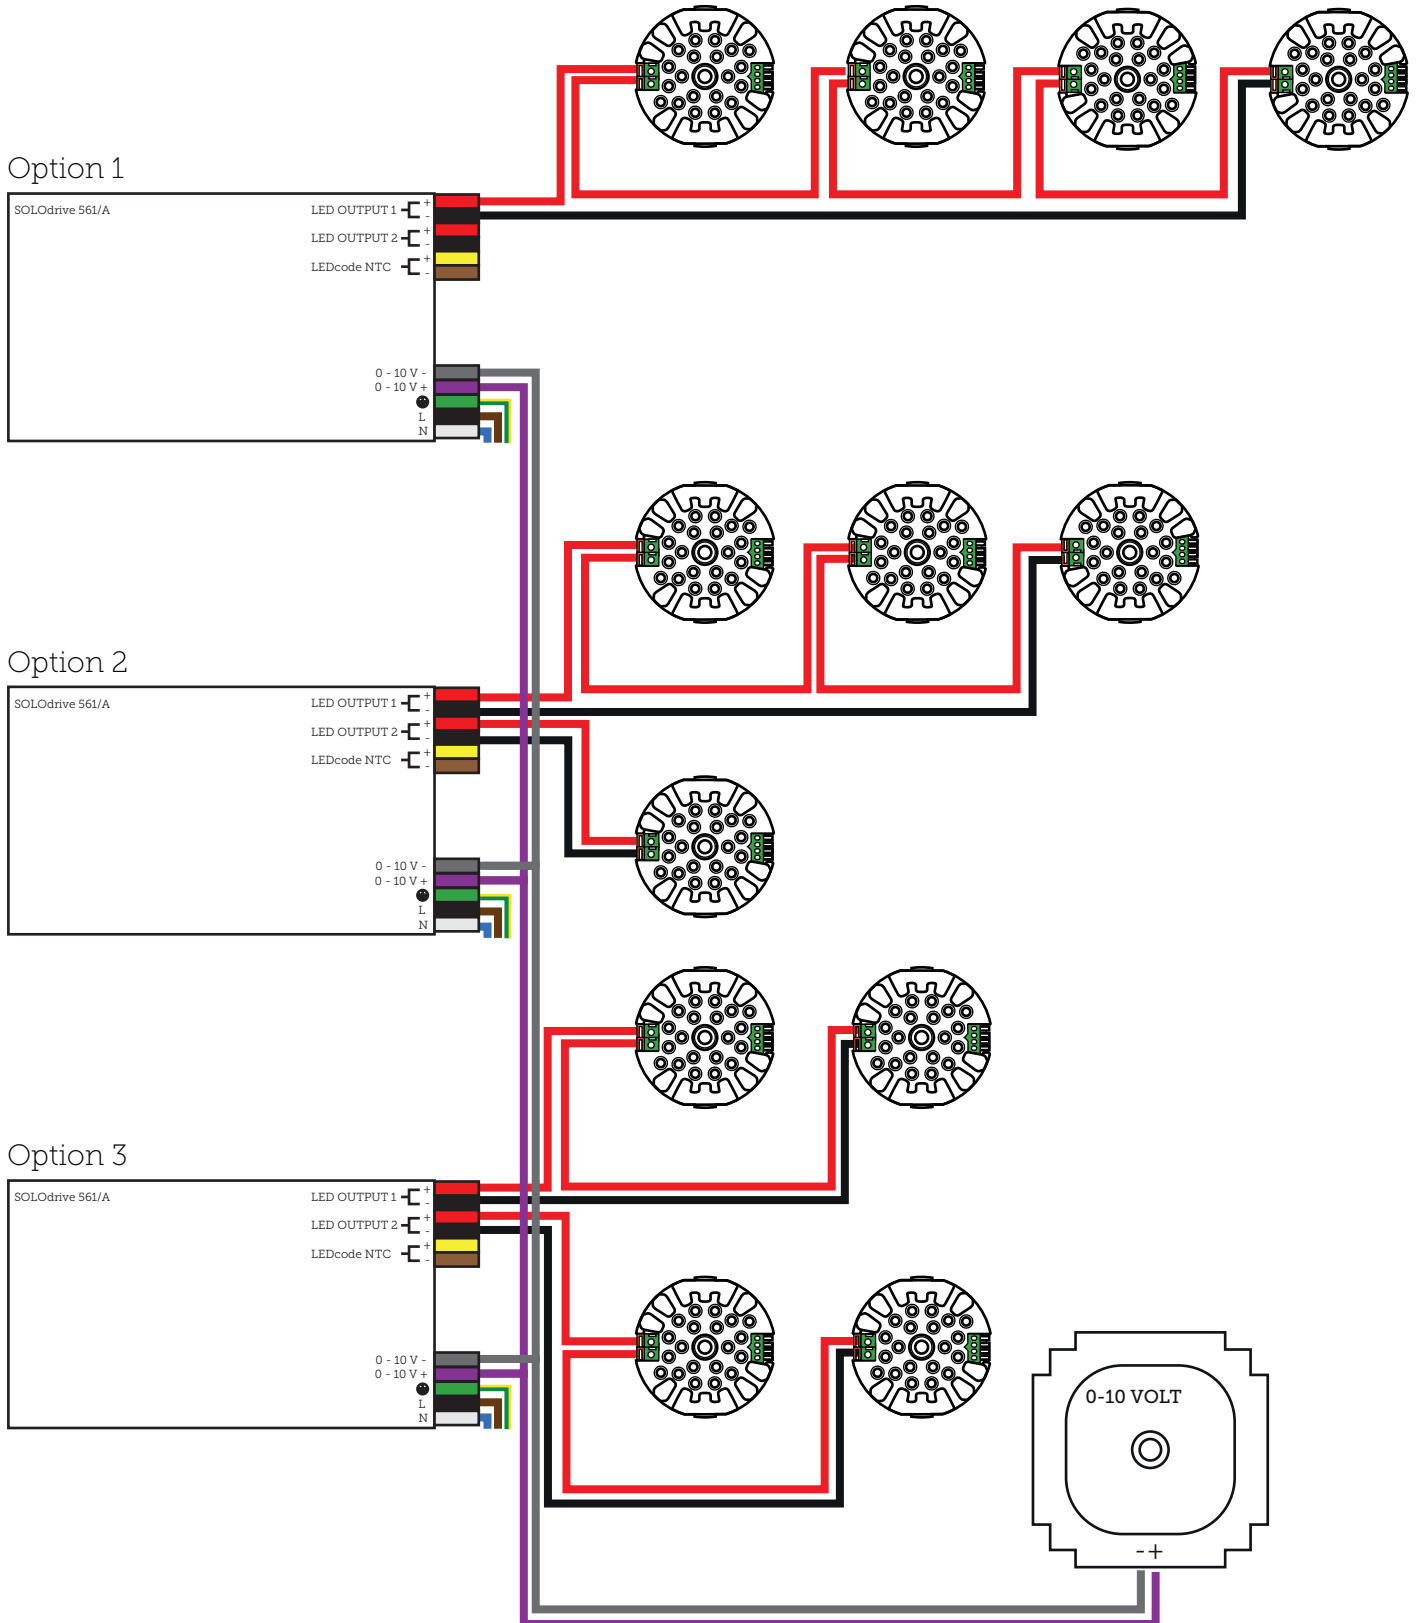 Option 1
SOLOdrive 561/A
LED OUTPUT 1 + -
LED OUTPUT 2 + -
LEDcode NTC + -
0 - 10 V -
0 - 10 V +
L
N
Option 2
SOLOdrive 561/A
LED OUTPUT 1 + -
LED OUTPUT 2 + -
LEDcode NTC + -
0 - 10 V -
0 - 10 V +
L
N
Option 3
SOLOdrive 561/A
LED OUTPUT 1 + -
LED OUTPUT 2 + -
LEDcode NTC + -
0 - 10 V -
0 - 10 V +
L
N
0-10 VOLT
- +